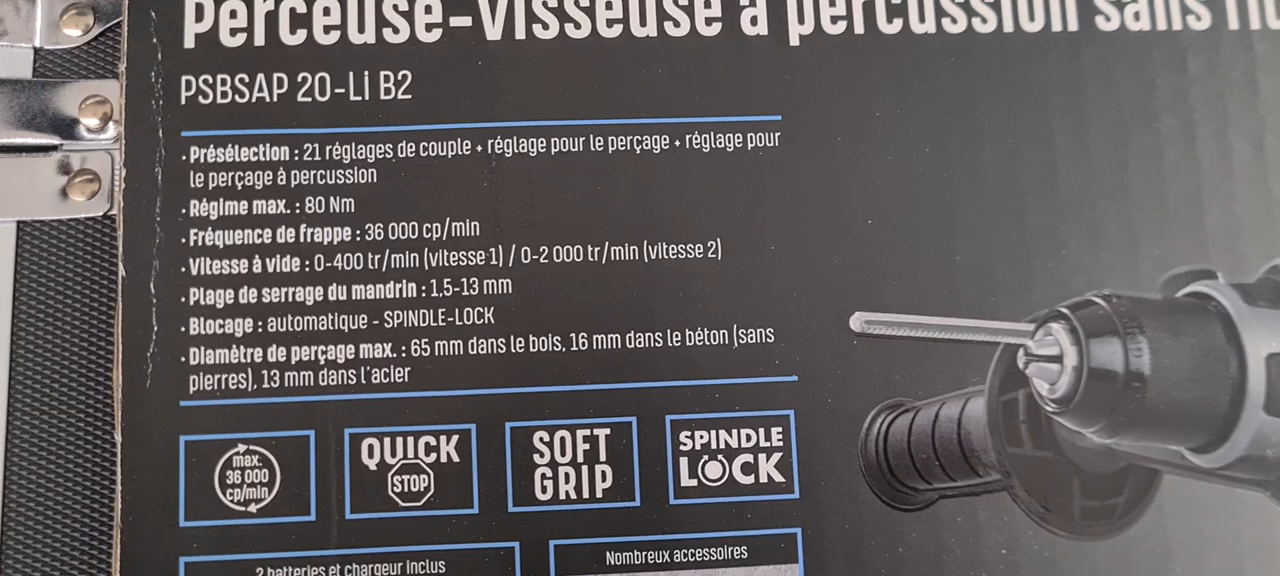 Perceuse-visseuse à percussion sans
PSBSAP 20-Li B2
· Présélection : 21 réglages de couple + réglage pour le perçage + réglage pour
le perçage à percussion
· Régime max. : 80 Nm
· Fréquence de frappe : 36 000 cp/min
· Vitesse à vide : 0-400 tr/min (vitesse 1) / 0-2 000 tr/min (vitesse 2)
· Plage de serrage du mandrin : 1,5-13 mm
· Blocage : automatique - SPINDLE-LOCK
· Diamètre de perçage max. : 65 mm dans le bois, 16 mm dans le béton (sans
pierres), 13 mm dans l'acier
max.
36 000
cp/min
QUICK
STOP
SOFT
GRIP
SPINDLE
LOCK
2 batteries et chargeur inclus
Nombreux accessoires